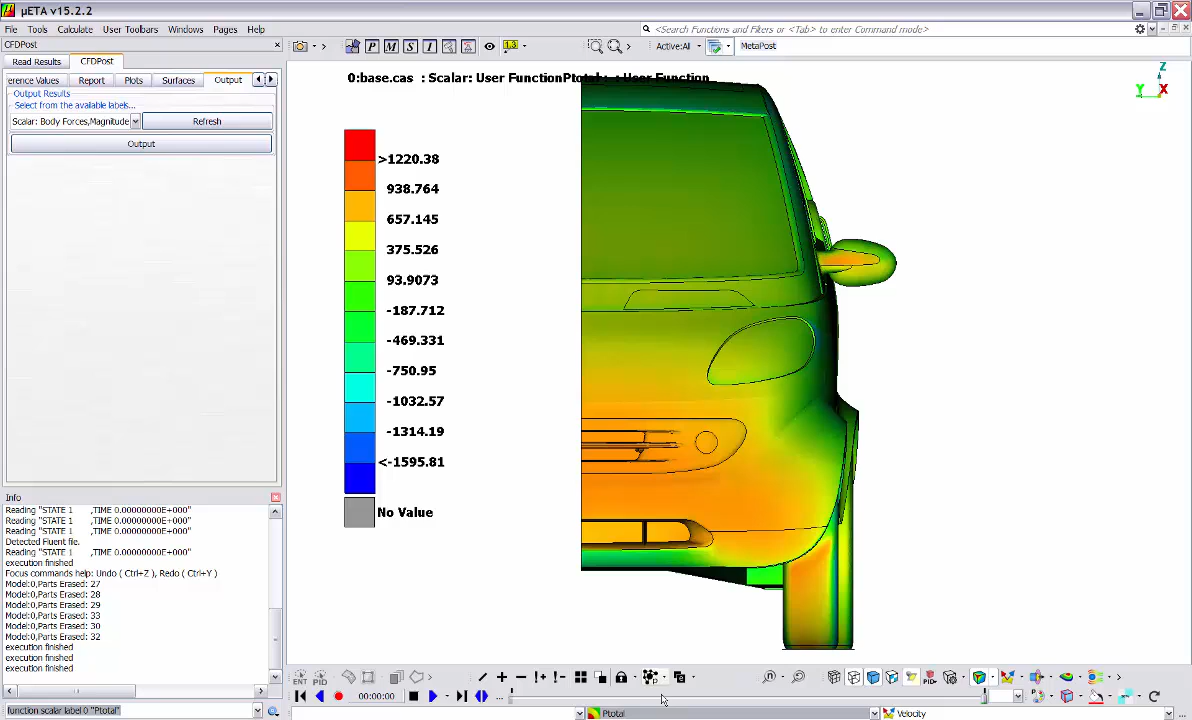 µETA v15.2.2
File Tools Calculate User Toolbars Windows Pages Help
<Search Functions and Filters or <Tab> to enter Command mode>
CFDPost
P M S I
1.3
Active:All
MetaPost
Read Results CFDPost
erence Values Report Plots Surfaces Output
Output Results
Select from the available labels...
Scalar: Body Forces,Magnitude Refresh
Output
0:base.cas : Scalar: User FunctionPtotal: : User Function
Z
Y X
>1220.38
938.764
657.145
375.526
93.9073
-187.712
-469.331
-750.95
-1032.57
-1314.19
<-1595.81
No Value
Info
Reading "STATE 1 ,TIME 0.00000000E+000"
Reading "STATE 1 ,TIME 0.00000000E+000"
Reading "STATE 1 ,TIME 0.00000000E+000"
Detected Fluent file.
Reading "STATE 1 ,TIME 0.00000000E+000"
execution finished
Focus commands help: Undo ( Ctrl+Z ), Redo ( Ctrl+Y )
Model:0,Parts Erased: 27
Model:0,Parts Erased: 28
Model:0,Parts Erased: 29
Model:0,Parts Erased: 33
Model:0,Parts Erased: 30
Model:0,Parts Erased: 32
execution finished
execution finished
execution finished
ENT PID
PID
00:00:00
function scalar label 0 "Ptotal"
Ptotal
Velocity